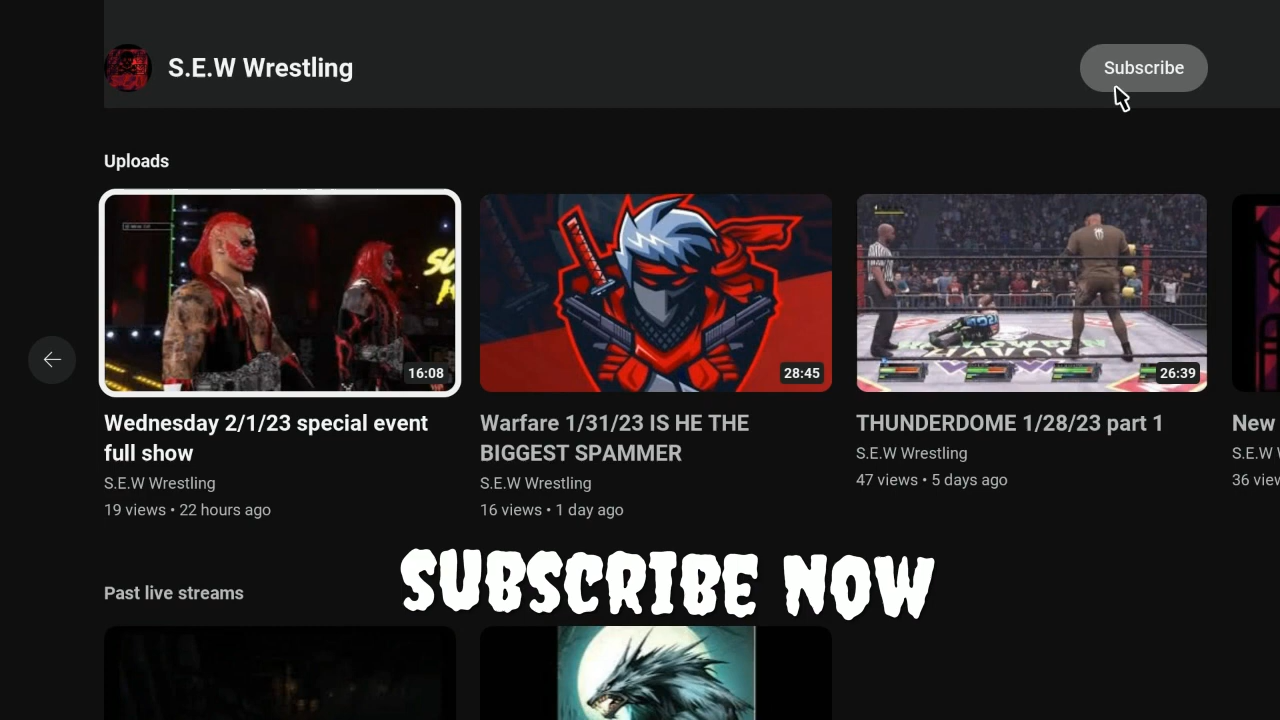 S.E.W Wrestling
Subscribe
Uploads
16:08
28:45
26:39
Wednesday 2/1/23 special event
full show
S.E.W Wrestling
19 views • 22 hours ago
Warfare 1/31/23 IS HE THE
BIGGEST SPAMMER
S.E.W Wrestling
16 views • 1 day ago
THUNDERDOME 1/28/23 part 1
S.E.W Wrestling
47 views • 5 days ago
New
S.E.W
36
SUBSCRIBE NOW
Past live streams